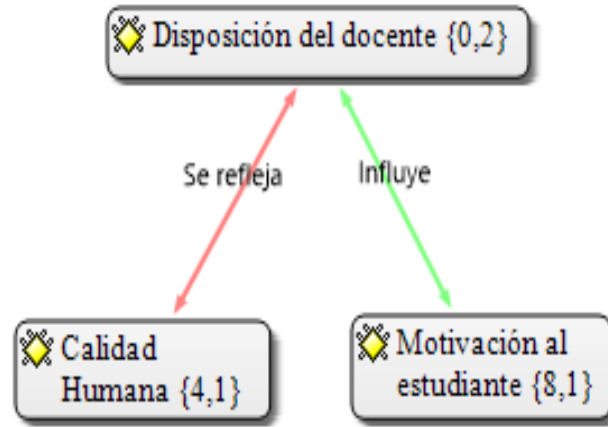 Disposición del docente {0,2}
Se refleja
Influye
Calidad
Humana {4,1}
Motivación al
estudiante {8,1}